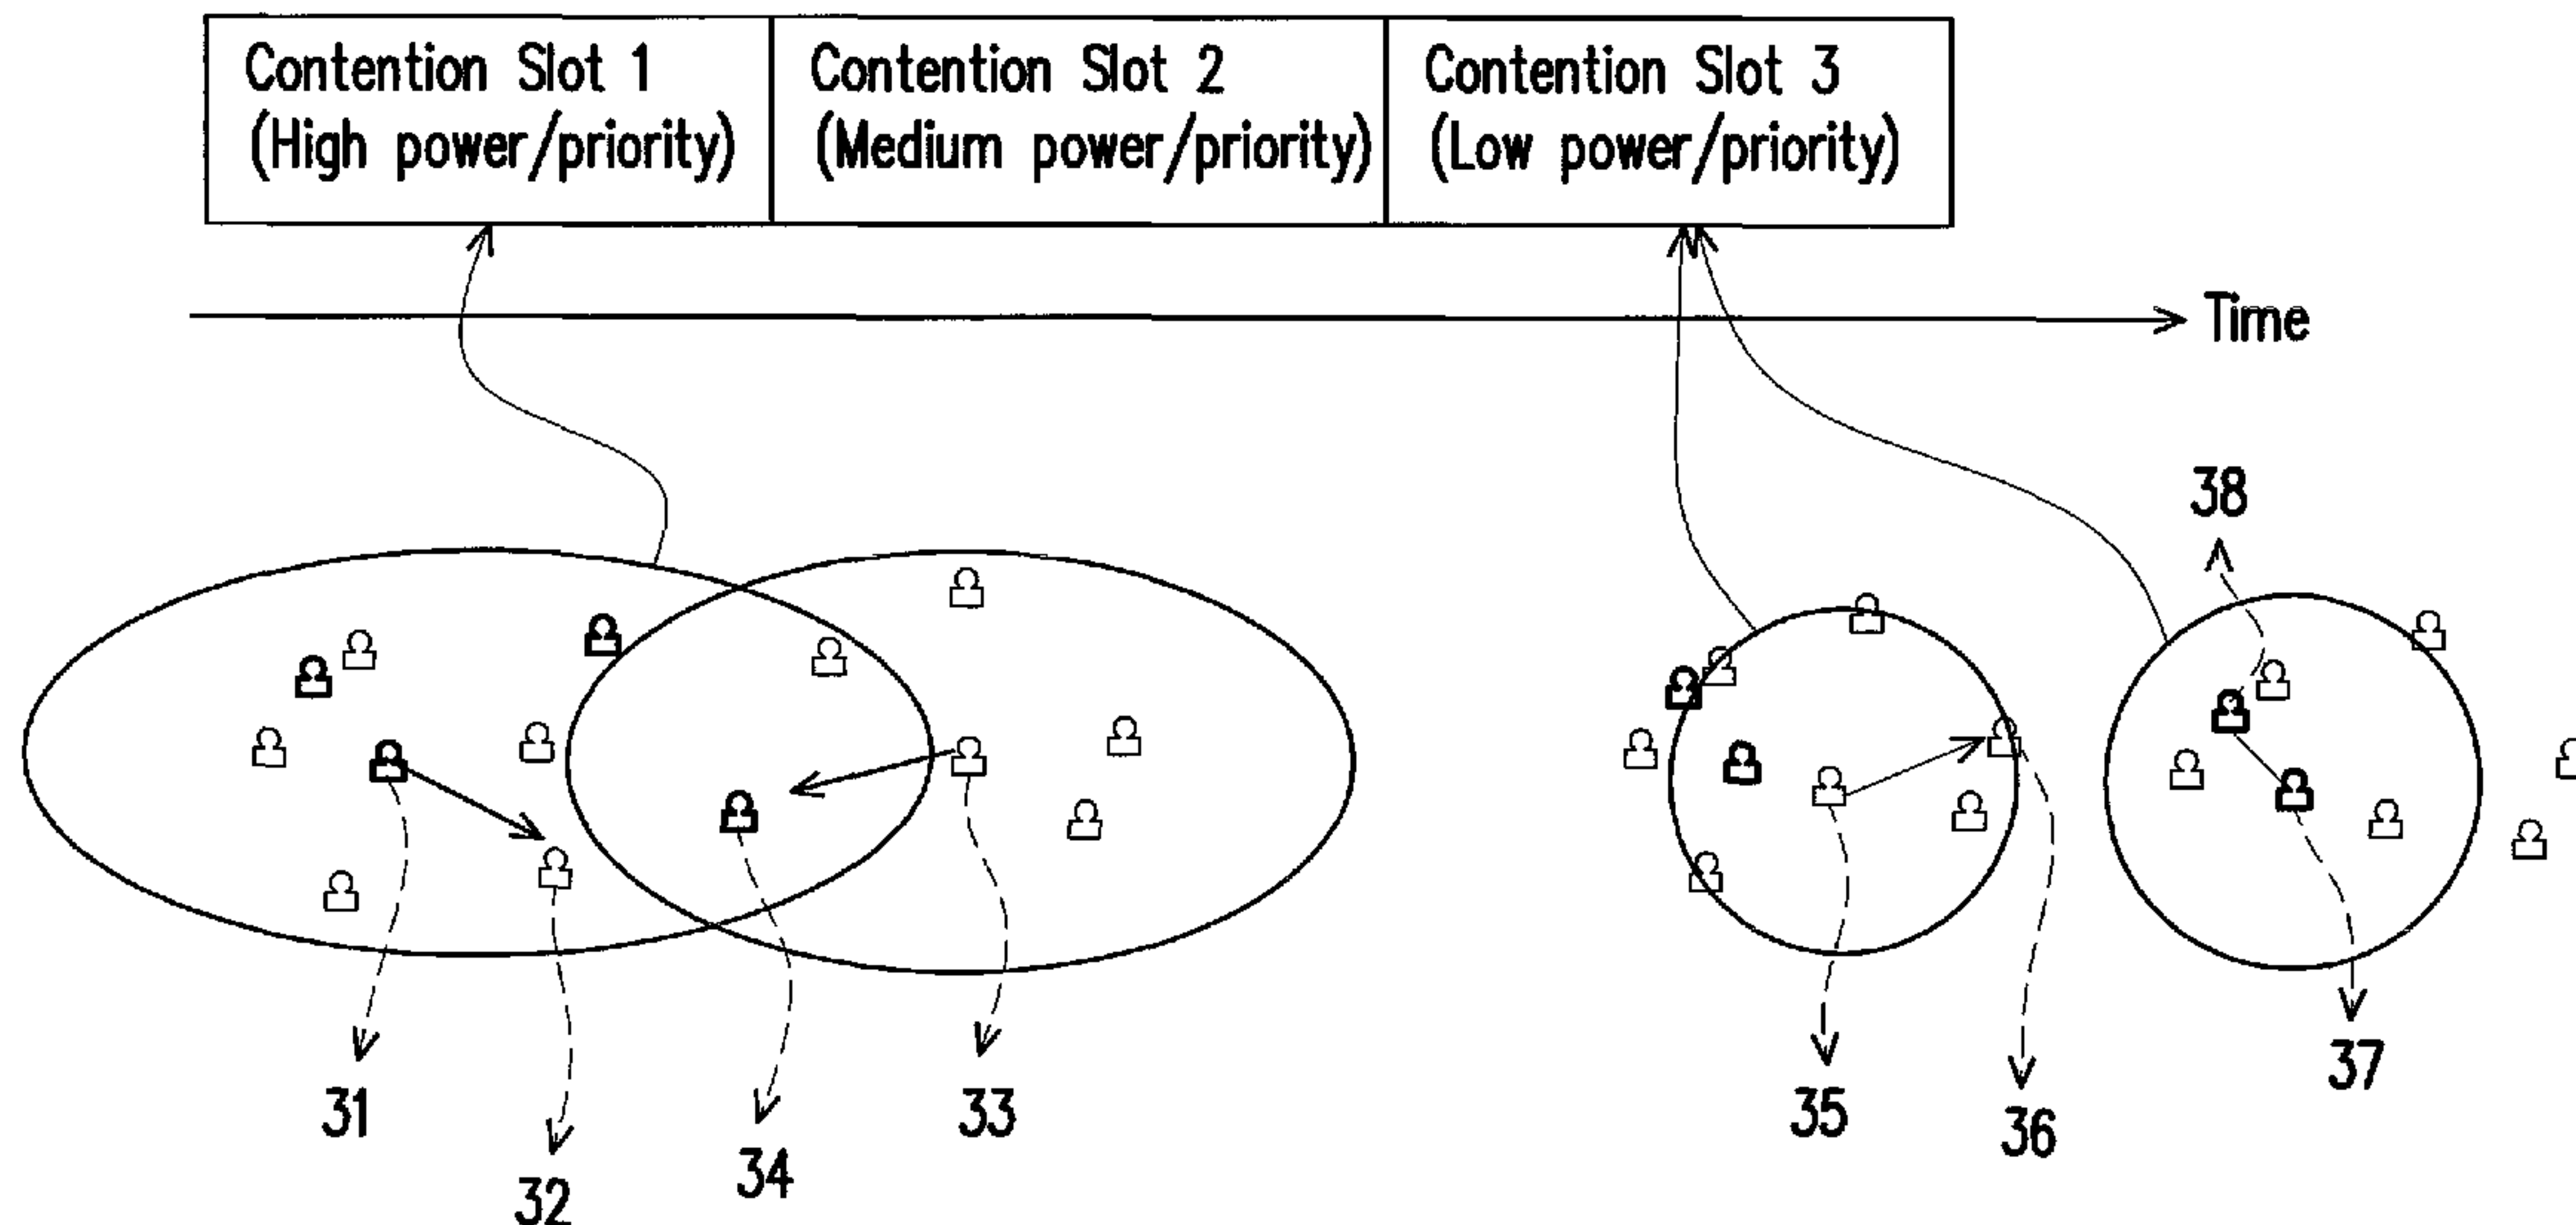 Contention Slot 1
(High power/priority)
Contention Slot 2
(Medium power/priority)
Contention Slot 3
(Low power/priority)
Time
38
31
32
34
33
35
36
37